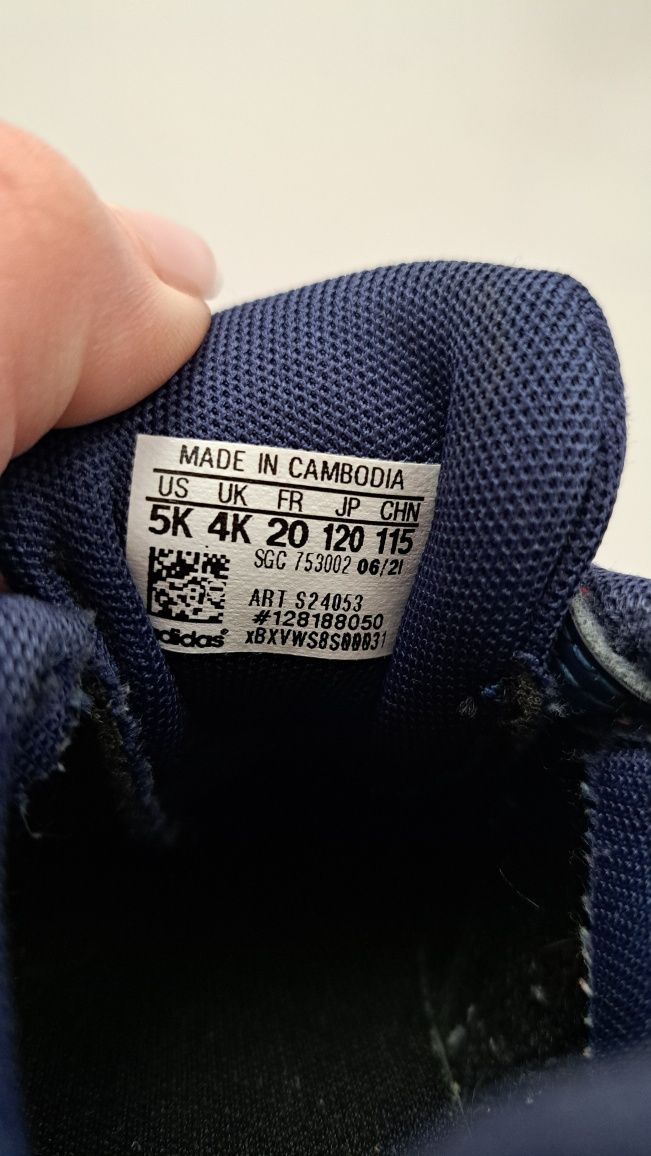 MADE IN CAMBODIA
US UK FR JP CHN
5K 4K 20 120 115
SGC 753002 06/21
ART S24053
#128188050
adidas